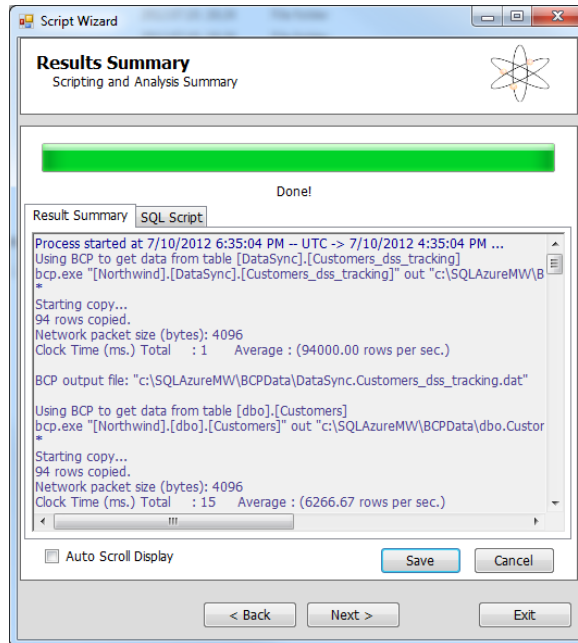 Script Wizard
Results Summary
Scripting and Analysis Summary
Done!
Result Summary
SQL Script
Process started at 7/10/2012 6:35:04 PM -- UTC -> 7/10/2012 4:35:04 PM ...
Using BCP to get data from table [DataSync].[Customers_dss_tracking]
bcp.exe "[Northwind].[DataSync].[Customers_dss_tracking]" out "c:\SQLAzureMW\B
*
Starting copy...
94 rows copied.
Network packet size (bytes): 4096
Clock Time (ms.) Total : 1 Average : (94000.00 rows per sec.)
BCP output file: "c:\SQLAzureMW\BCPData\DataSync.Customers_dss_tracking.dat"
Using BCP to get data from table [dbo].[Customers]
bcp.exe "[Northwind].[dbo].[Customers]" out "c:\SQLAzureMW\BCPData\dbo.Custor
*
Starting copy...
94 rows copied.
Network packet size (bytes): 4096
Clock Time (ms.) Total : 15 Average : (6266.67 rows per sec.)
Auto Scroll Display
Save
Cancel
< Back
Next >
Exit